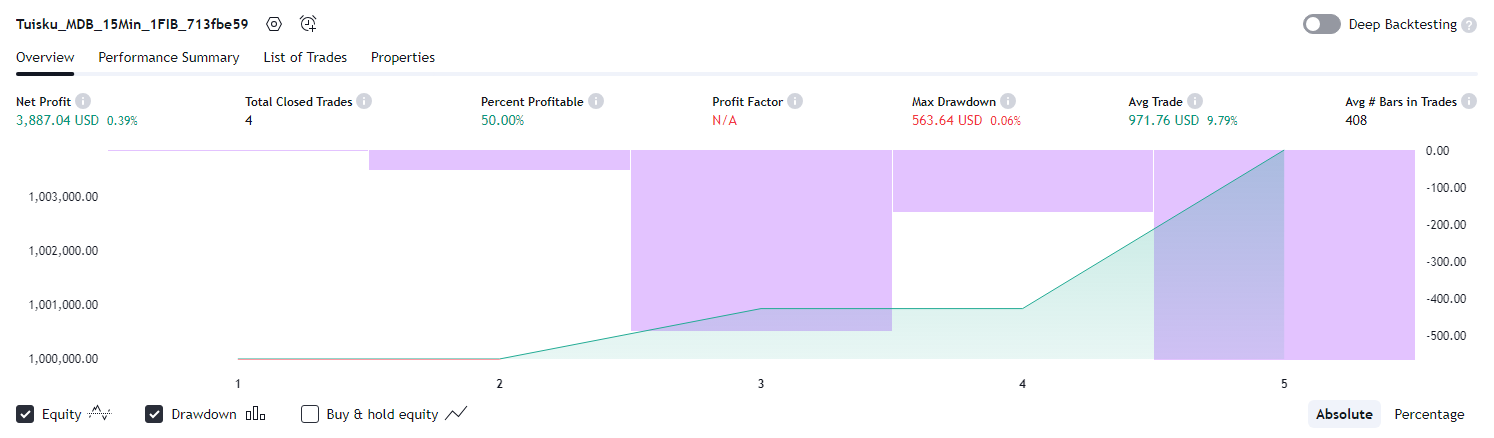 Tuisku_MDB_15Min_1FIB_713fbe59 Deep Backtesting ?
Overview Performance Summary List of Trades Properties
Net Profit i Total Closed Trades i Percent Profitable i Profit Factor i Max Drawdown i Avg Trade i Avg # Bars in Trades i
3,887.04 USD 0.39% 4 50.00% N/A 563.64 USD 0.06% 971.76 USD 9.79% 408
0.00
-100.00
1,003,000.00
-200.00
1,002,000.00
-300.00
-400.00
1,001,000.00
-500.00
1,000,000.00
1 2 3 4 5
Equity Drawdown Buy & hold equity Absolute Percentage